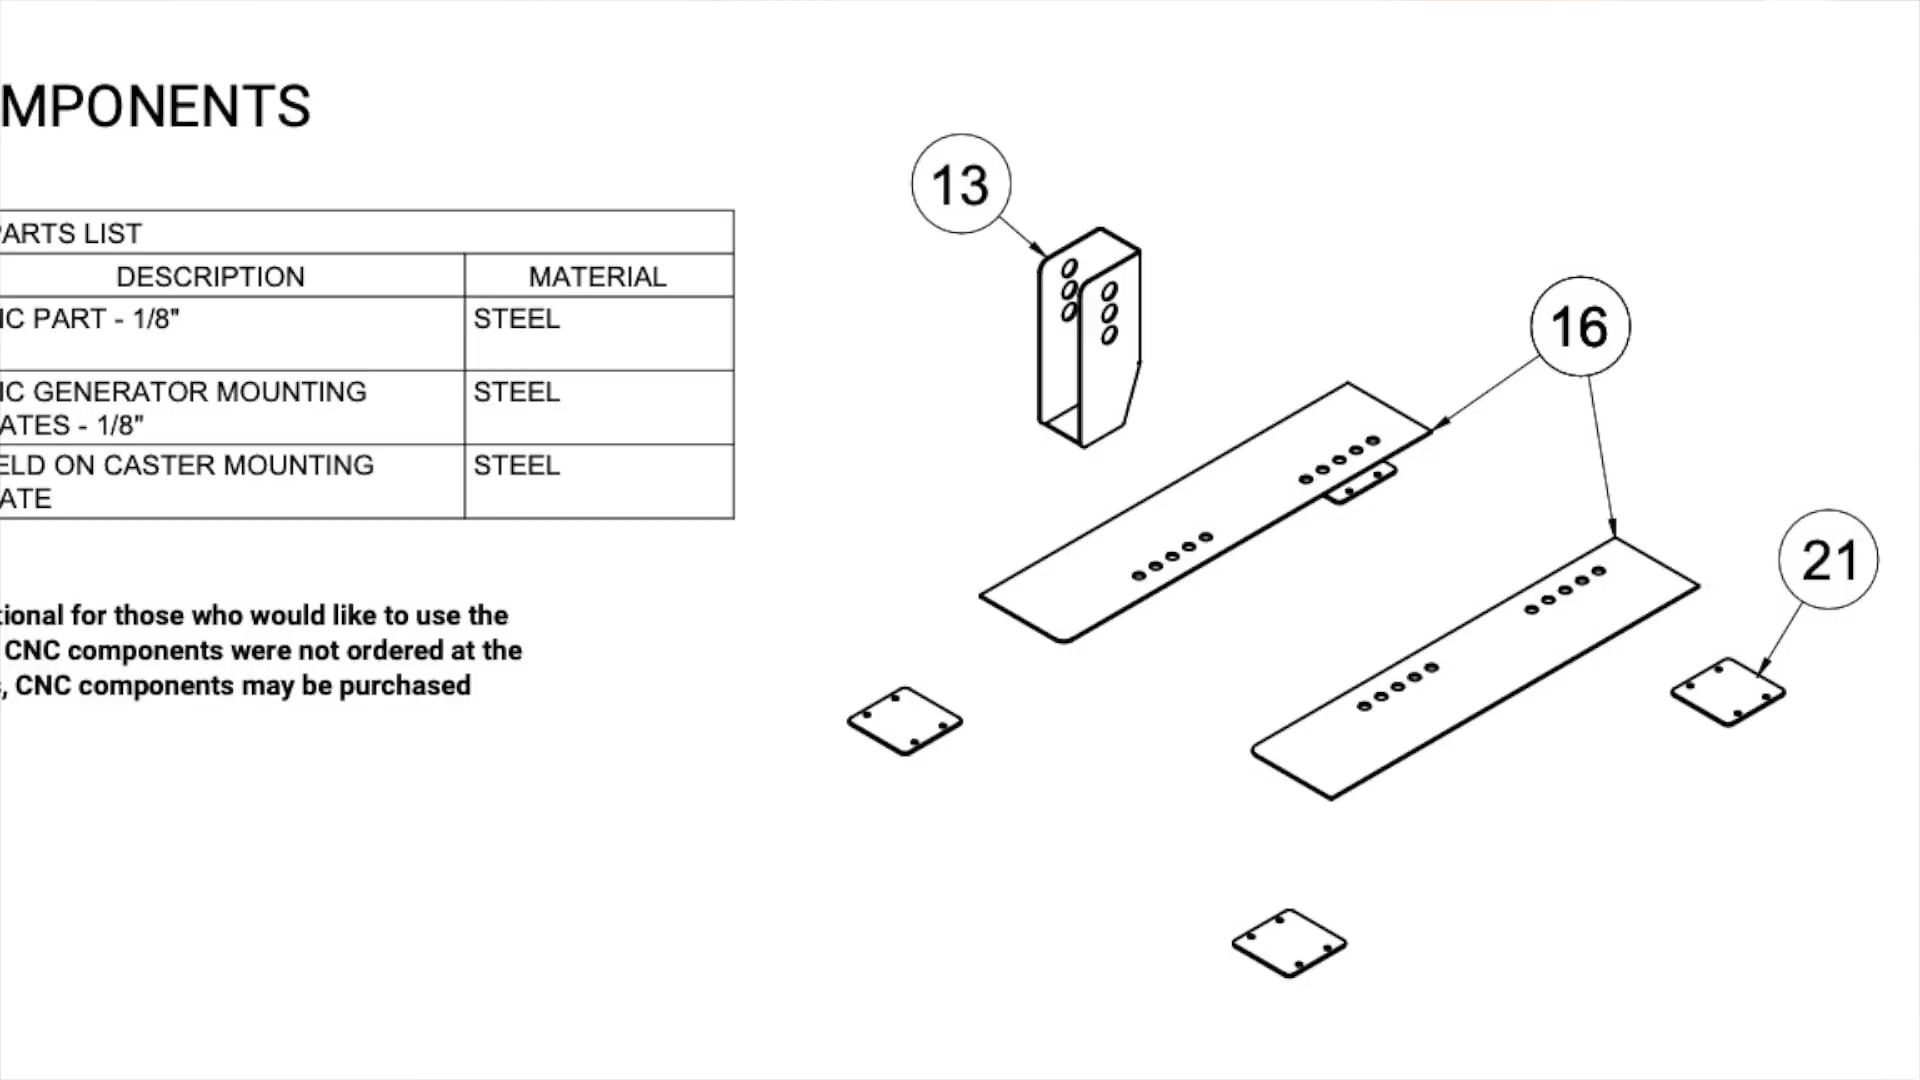 MPONENTS
PARTS LIST
DESCRIPTION MATERIAL
IC PART - 1/8" STEEL
IC GENERATOR MOUNTING STEEL
ATES - 1/8"
ELD ON CASTER MOUNTING STEEL
ATE
tional for those who would like to use the
CNC components were not ordered at the
, CNC components may be purchased
13
16
21